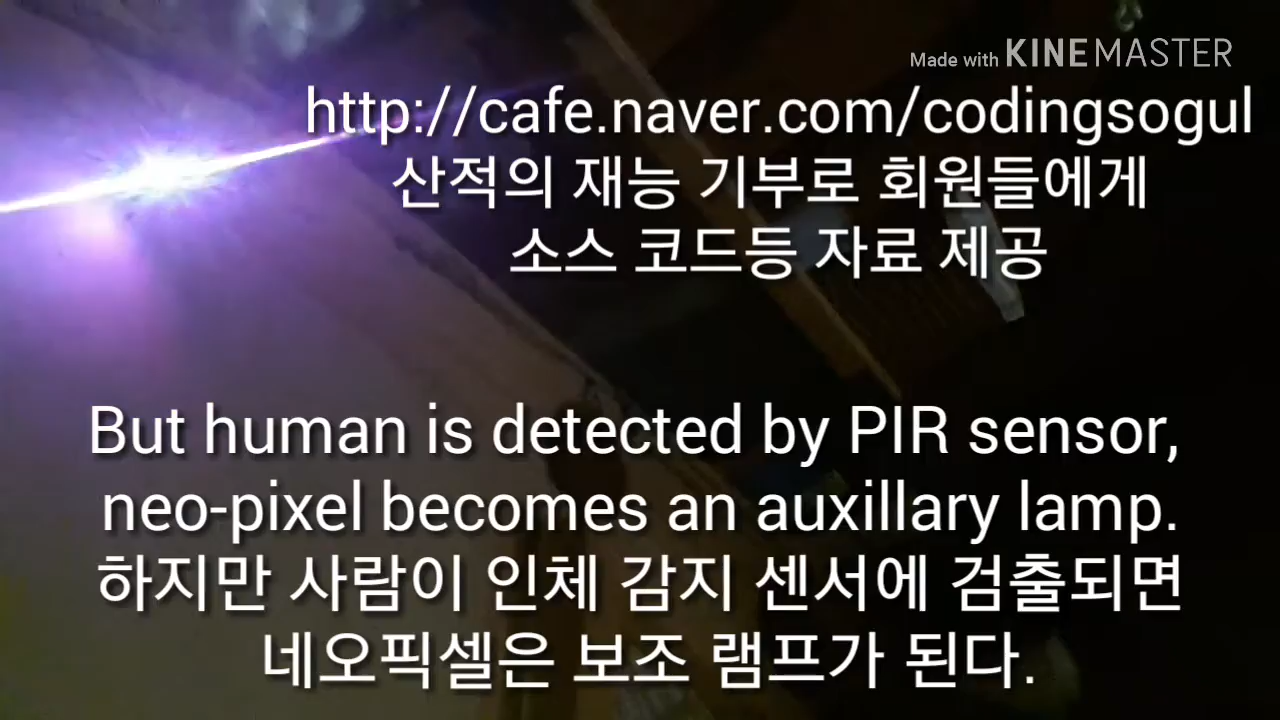 Made with KINEMASTER
http://cafe.naver.com/codingsogul
산적의 재능 기부로 회원들에게
소스 코드등 자료 제공
But human is detected by PIR sensor,
neo-pixel becomes an auxillary lamp.
하지만 사람이 인체 감지 센서에 검출되면
네오픽셀은 보조 램프가 된다.